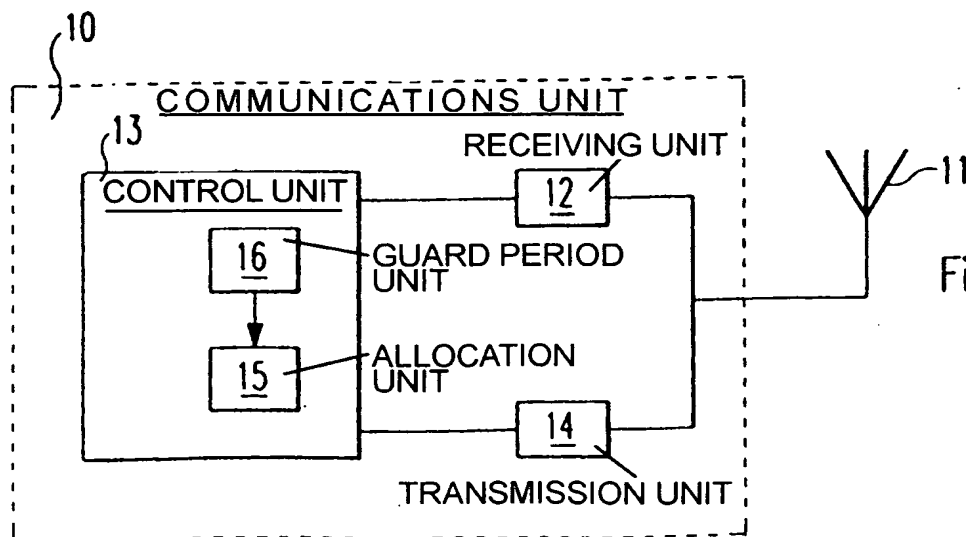 10
COMMUNICATIONS UNIT
13
RECEIVING UNIT
CONTROL UNIT
12
11
16
GUARD PERIOD
UNIT
Fi
15
ALLOCATION
UNIT
14
TRANSMISSION UNIT